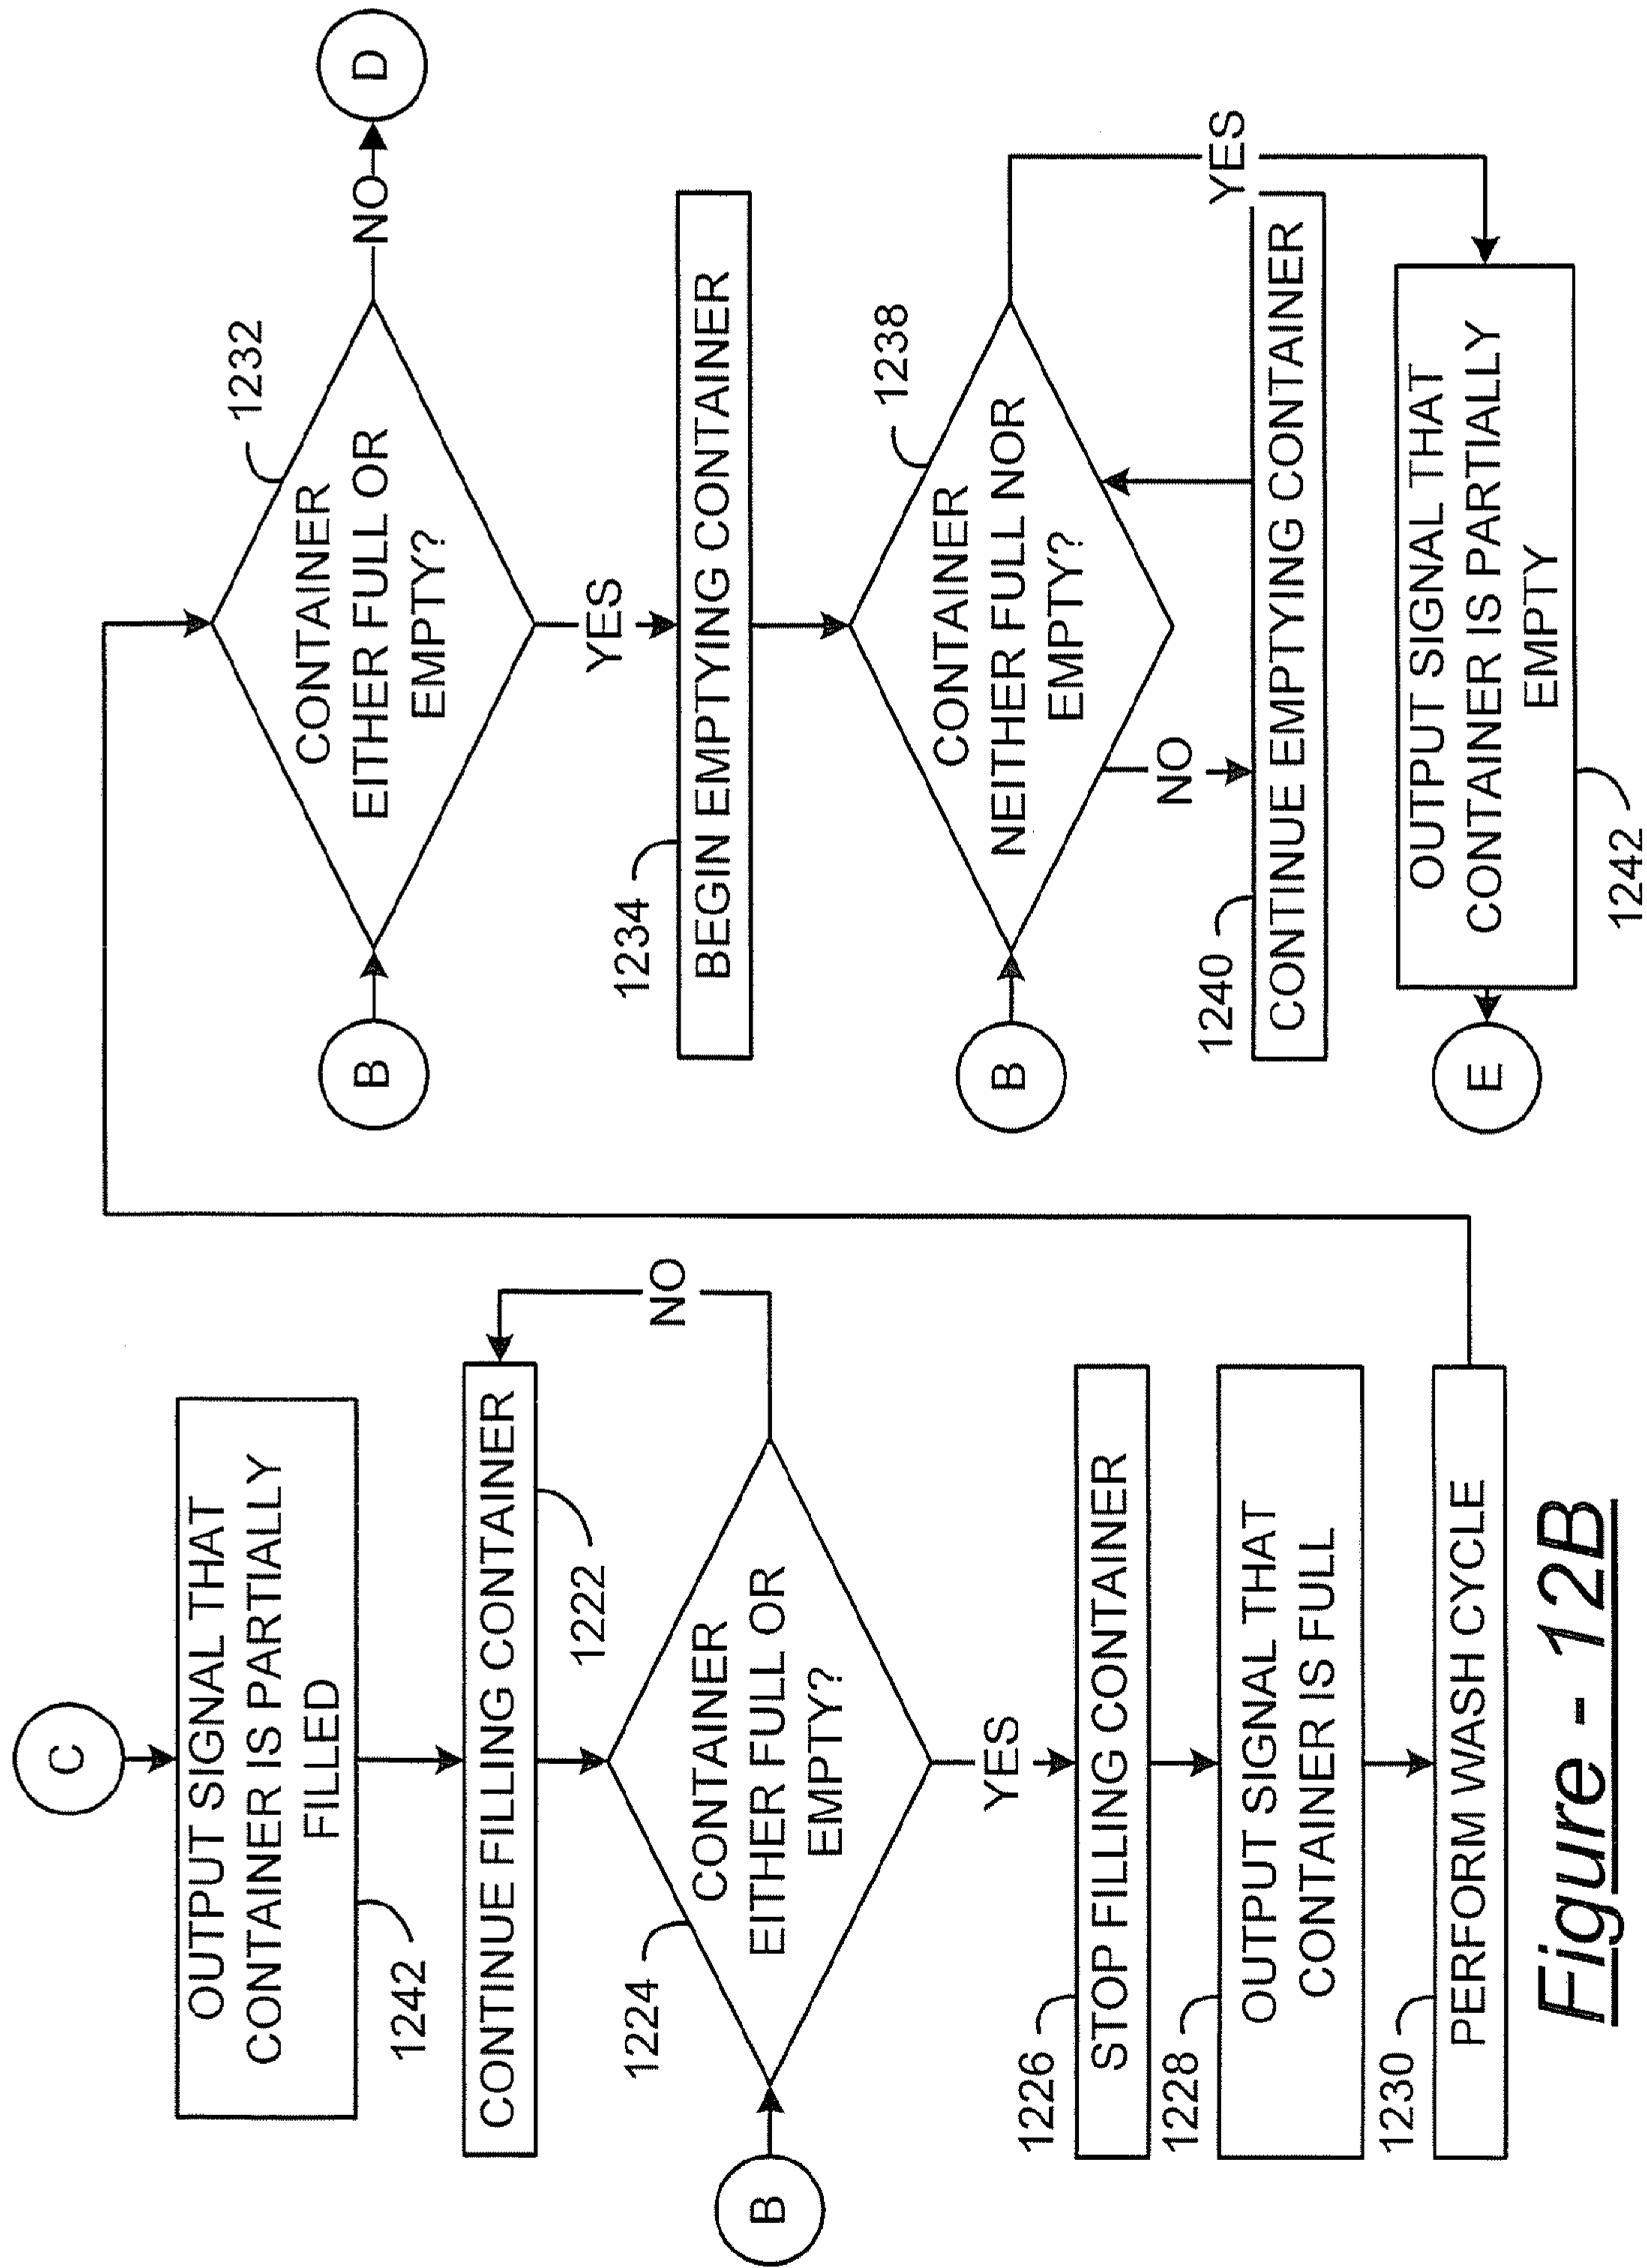 C
OUTPUT SIGNAL THAT
CONTAINER IS PARTIALLY
FILLED
1242
CONTINUE FILLING CONTAINER
1222
NO
CONTAINER
EITHER FULL OR
EMPTY?
1224
B
YES
1226
STOP FILLING CONTAINER
1228
OUTPUT SIGNAL THAT
CONTAINER IS FULL
1230
PERFORM WASH CYCLE
1232
CONTAINER
EITHER FULL OR
EMPTY?
B
NO
D
YES
1234
BEGIN EMPTYING CONTAINER
1238
CONTAINER
NEITHER FULL NOR
EMPTY?
B
NO
YES
1240
CONTINUE EMPTYING CONTAINER
OUTPUT SIGNAL THAT
CONTAINER IS PARTIALLY
EMPTY
E
1242
Figure - 12B